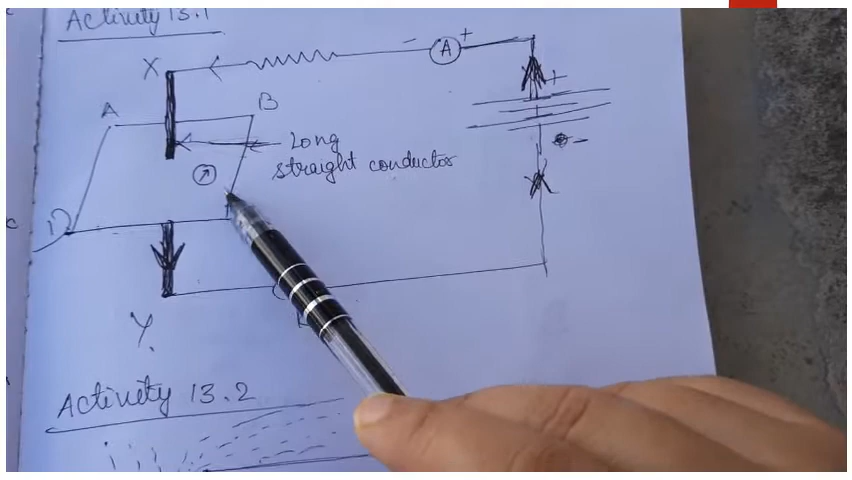 Activity 13.1
X
A
+
A
B
+
Long
straight conductor
-
D
Y
Activity 13.2